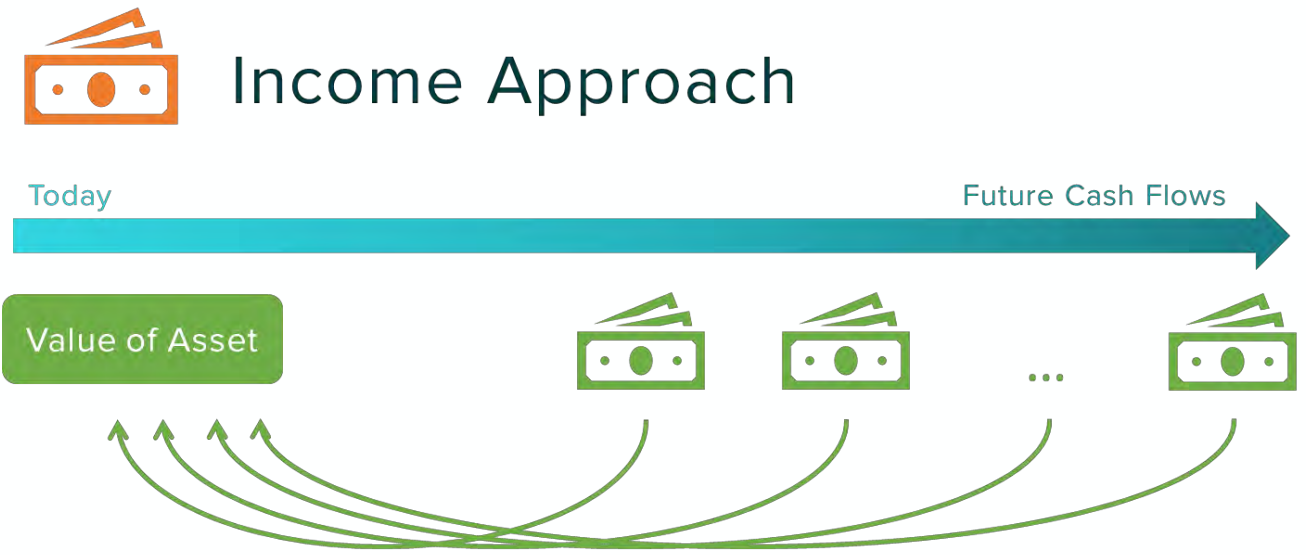 Income Approach
Today
Future Cash Flows
Value of Asset
...